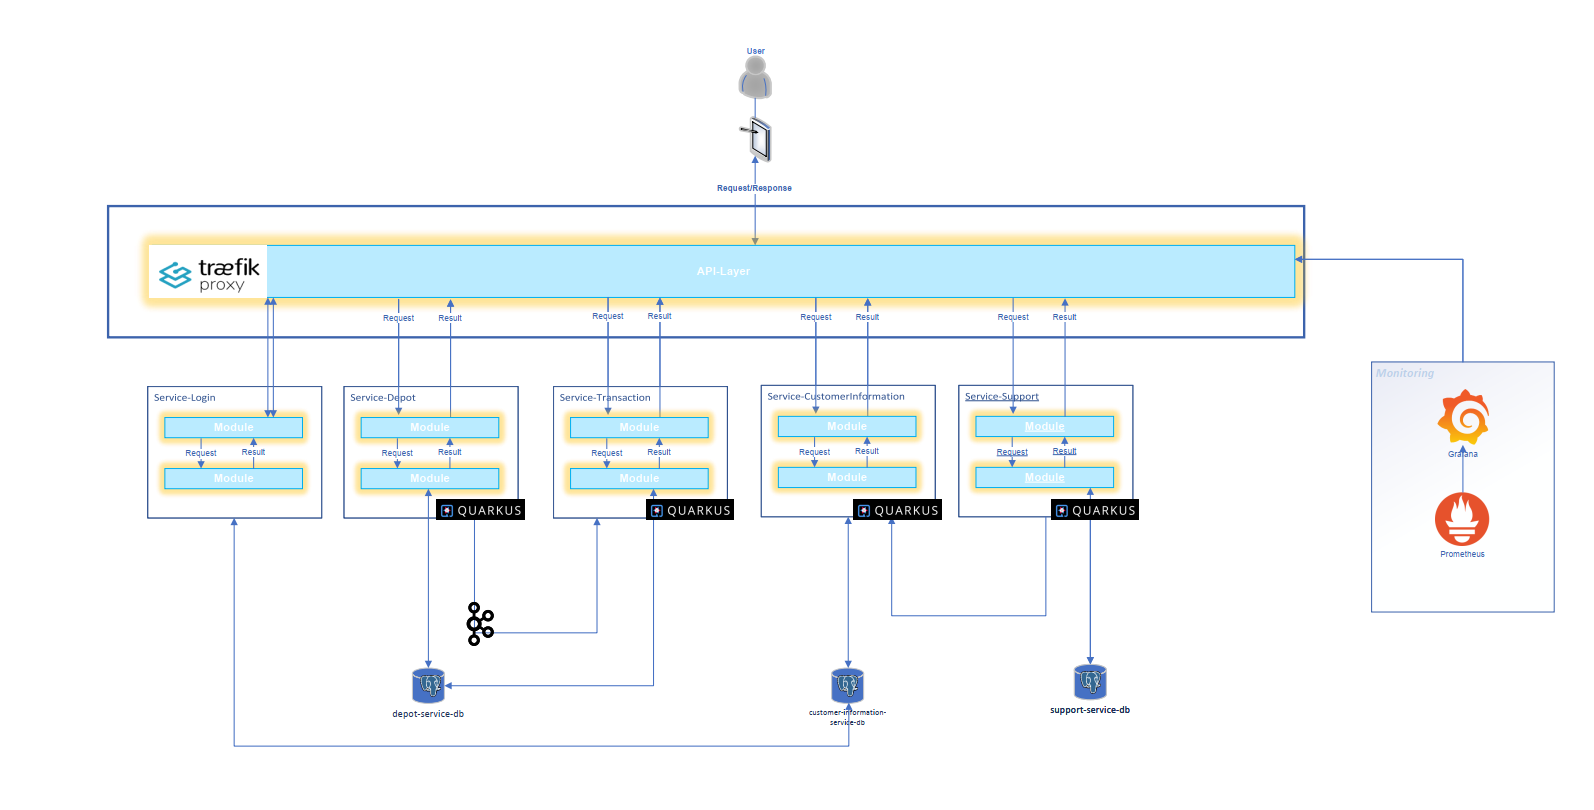 User
Request/Response
træfik
proxy
API-Layer
Request
Result
Request
Result
Request
Result
Request
Result
Service-Login
Module
Request
Result
Module
Service-Depot
Module
Request
Result
Module
QUARKUS
Service-Transaction
Module
Request
Result
Module
QUARKUS
Service-CustomerInformation
Module
Request
Result
Module
QUARKUS
Service-Support
Module
Request
Result
Module
QUARKUS
Monitoring
Grafana
Prometheus
depot-service-db
customer-information-
service-db
support-service-db